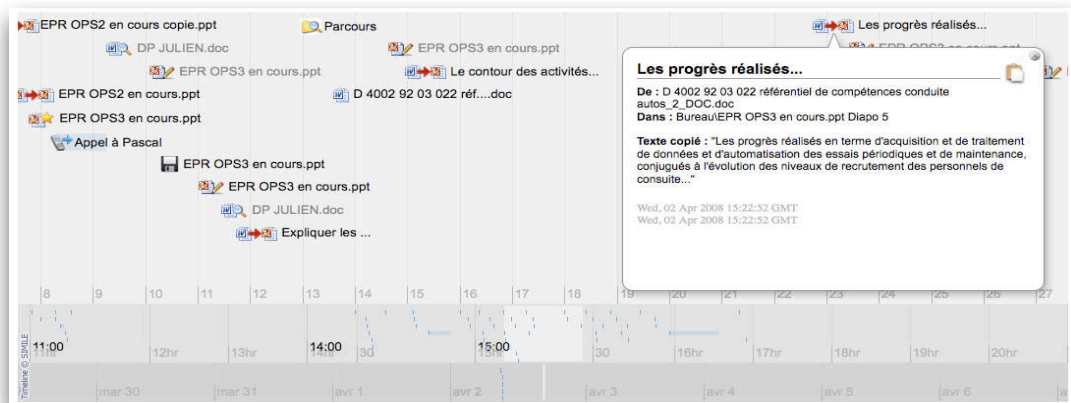 EPR OPS2 en cours copie.ppt
Parcours
Les progrès réalisés...
DP JULIEN.doc
EPR OPS3 en cours.ppt
EPR OPS3 en cours.ppt
Le contour des activités...
EPR OPS2 en cours.ppt
D 4002 92 03 022 réf....doc
EPR OPS3 en cours.ppt
Appel à Pascal
EPR OPS3 en cours.ppt
EPR OPS3 en cours.ppt
DP JULIEN.doc
Expliquer les ...
Les progrès réalisés...
De : D 4002 92 03 022 référentiel de compétences conduite
autos_2_DOC.doc
Dans : Bureau\EPR OPS3 en cours.ppt Diapo 5
Texte copié : "Les progrès réalisés en terme d'acquisition et de traitement
de données et d'automatisation des essais périodiques et de maintenance,
conjugués à l'évolution des niveaux de recrutement des personnels de
consuite..."
Wed, 02 Apr 2008 15:22:52 GMT
Wed, 02 Apr 2008 15:22:52 GMT
8 9 10 11 12 13 14 15 16 17 18 19 20 21 22 23 24 25 26 27
11:00 14:00 15:00
12hr 13hr 30 30 16hr 17hr 18hr 19hr 20hr
mar 30 mar 31 avr 1 avr 2 avr 3 avr 4 avr 5 avr 6
Timeline © SIMILE